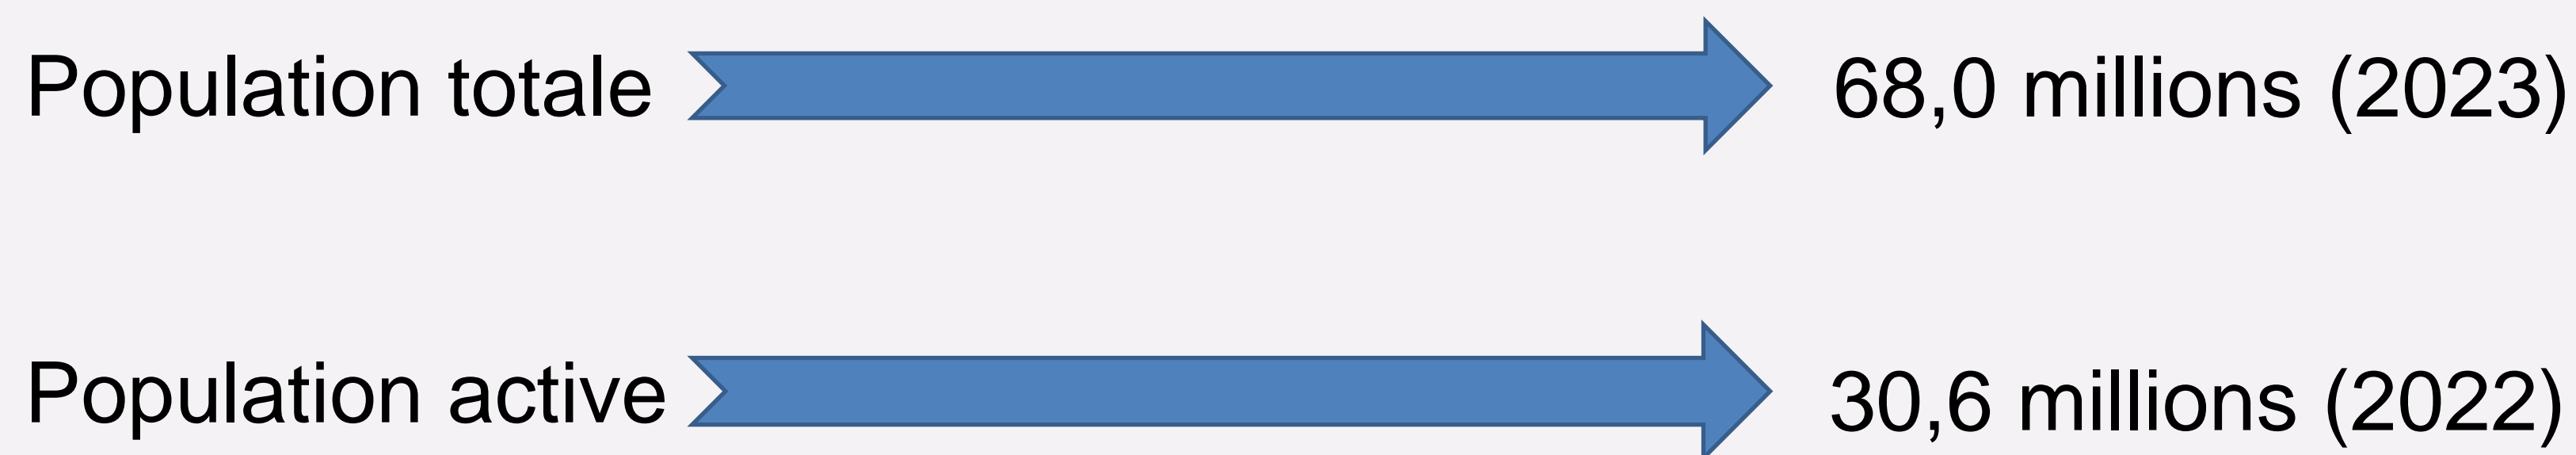 Population totale 68,0 millions (2023)
Population active 30,6 millions (2022)